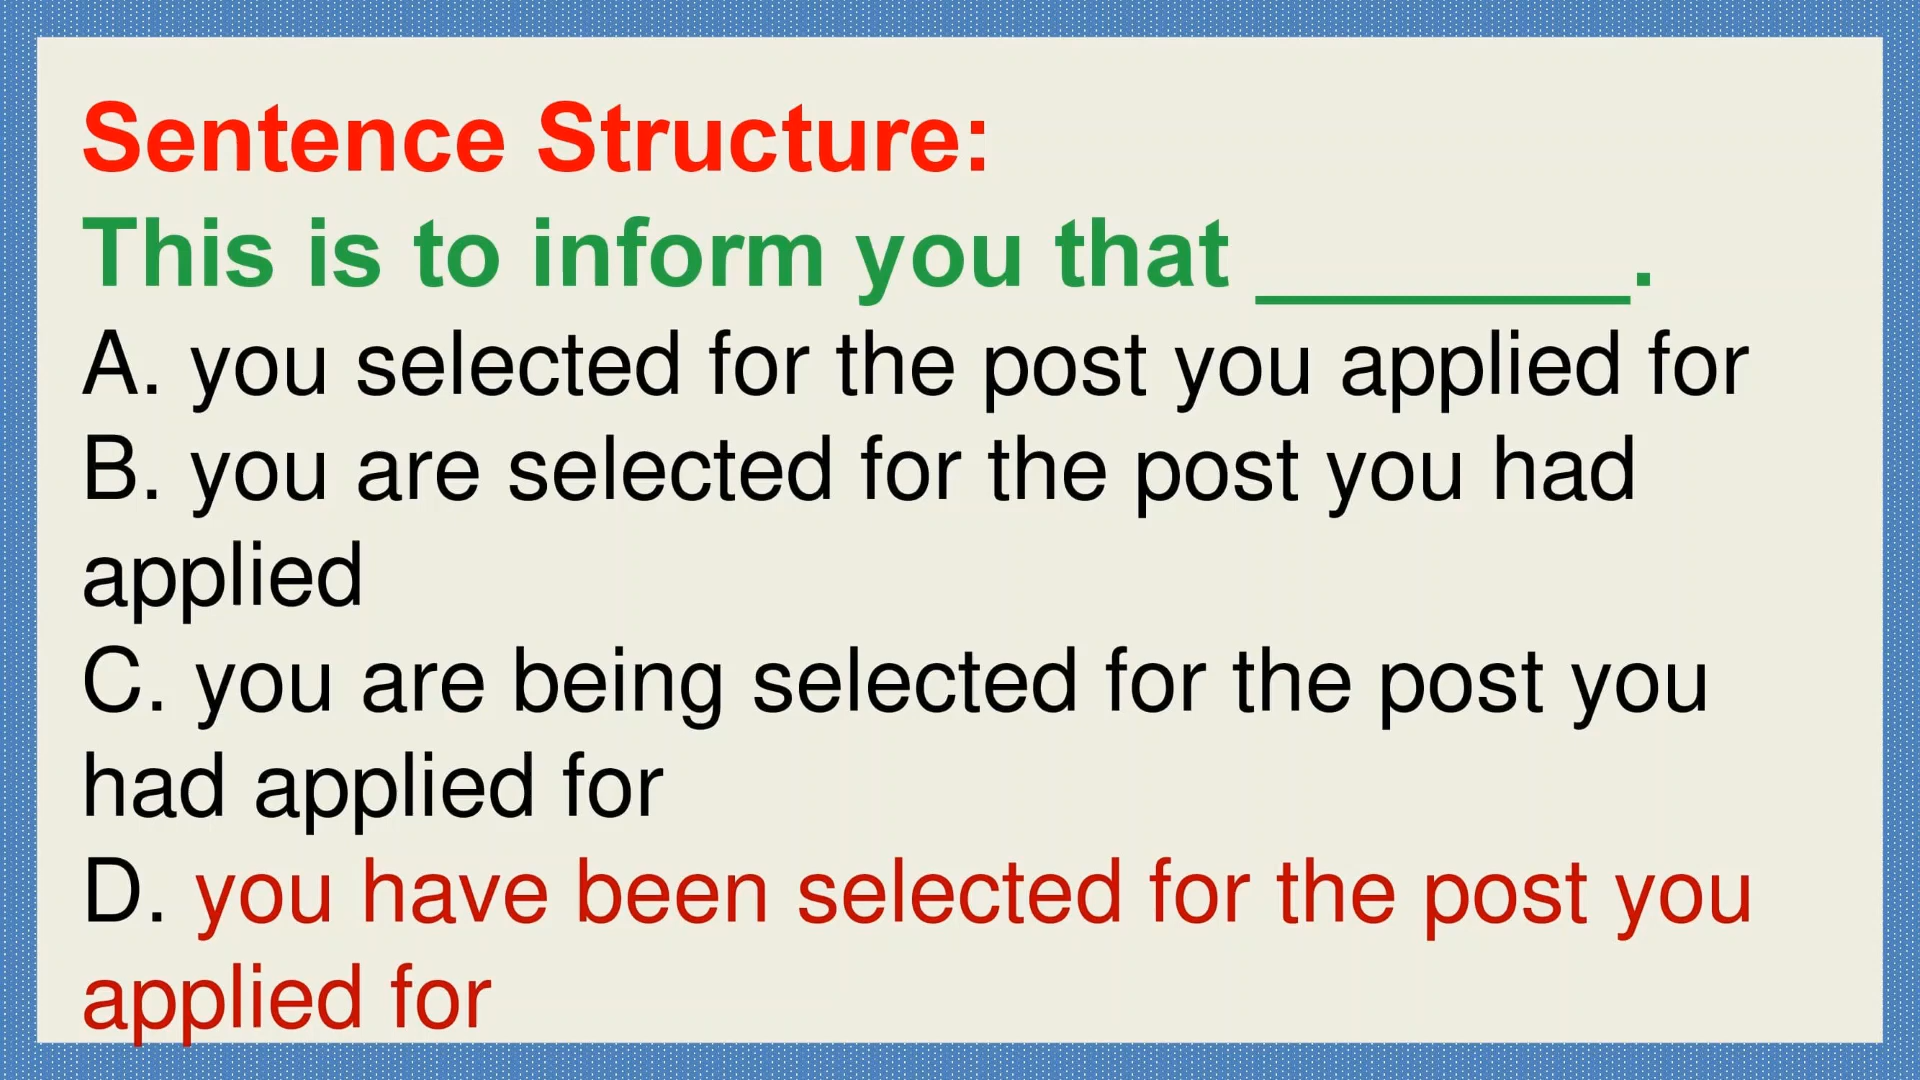 Sentence Structure:
This is to inform you that _______.
A. you selected for the post you applied for
B. you are selected for the post you had
applied
C. you are being selected for the post you
had applied for
D. you have been selected for the post you
applied for